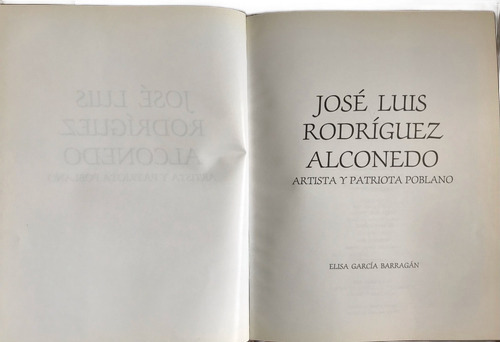 JOSÉ LUIS
RODRÍGUEZ
ALCONEDO
ARTISTA Y PATRIOTA POBLANO
ELISA GARCÍA BARRAGÁN